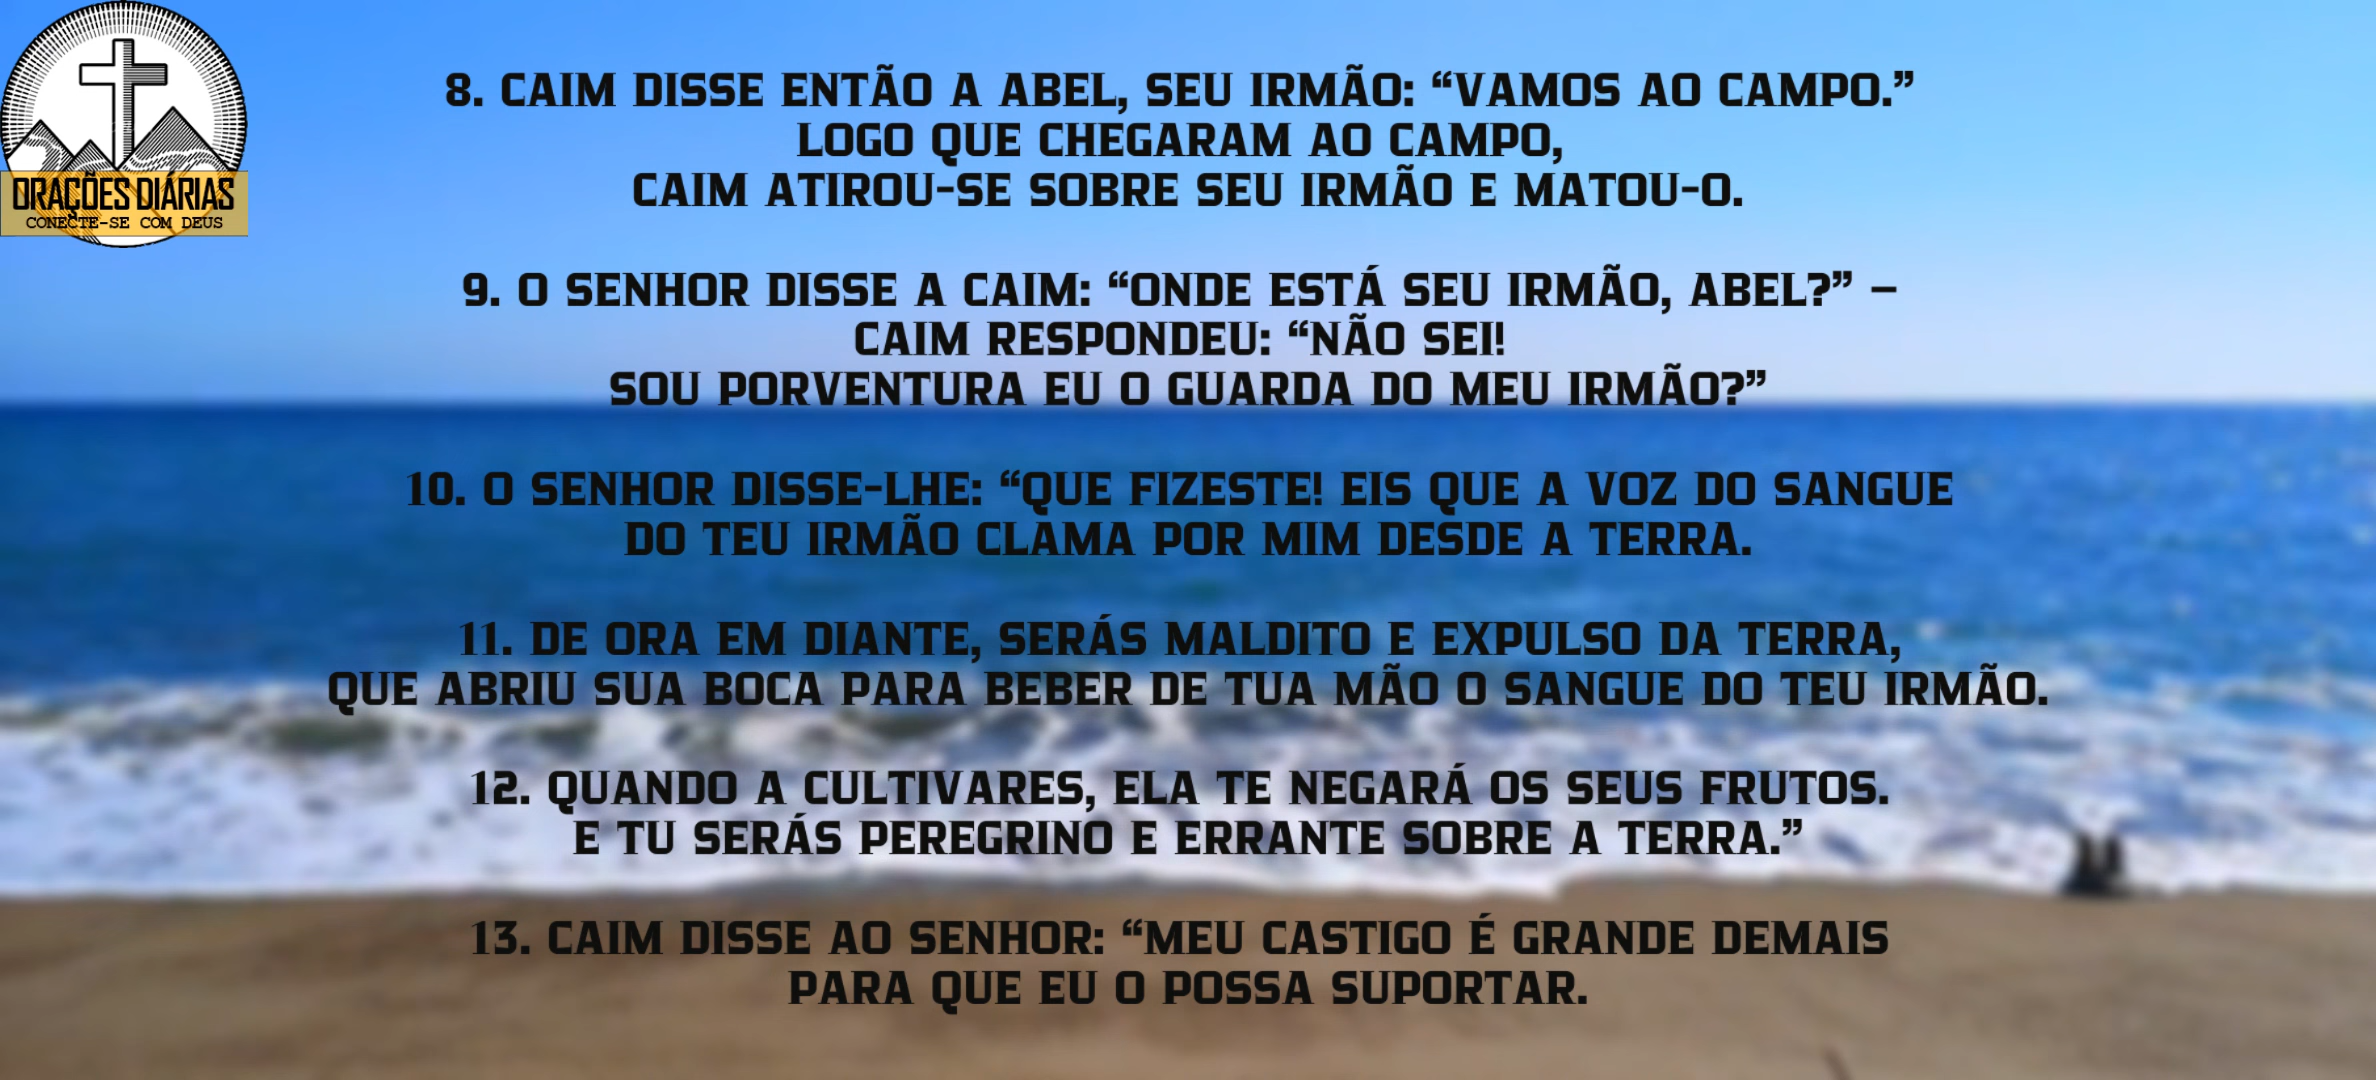 ORAÇÕES DIÁRIAS
CONECTE-SE COM DEUS
8. CAIM DISSE ENTÃO A ABEL, SEU IRMÃO: “VAMOS AO CAMPO.”
LOGO QUE CHEGARAM AO CAMPO,
CAIM ATIROU-SE SOBRE SEU IRMÃO E MATOU-O.
9. O SENHOR DISSE A CAIM: “ONDE ESTÁ SEU IRMÃO, ABEL?” –
CAIM RESPONDEU: “NÃO SEI!
SOU PORVENTURA EU O GUARDA DO MEU IRMÃO?”
10. O SENHOR DISSE-LHE: “QUE FIZESTE! EIS QUE A VOZ DO SANGUE
DO TEU IRMÃO CLAMA POR MIM DESDE A TERRA.
11. DE ORA EM DIANTE, SERÁS MALDITO E EXPULSO DA TERRA,
QUE ABRIU SUA BOCA PARA BEBER DE TUA MÃO O SANGUE DO TEU IRMÃO.
12. QUANDO A CULTIVARES, ELA TE NEGARÁ OS SEUS FRUTOS.
E TU SERÁS PEREGRINO E ERRANTE SOBRE A TERRA.”
13. CAIM DISSE AO SENHOR: “MEU CASTIGO É GRANDE DEMAIS
PARA QUE EU O POSSA SUPORTAR.